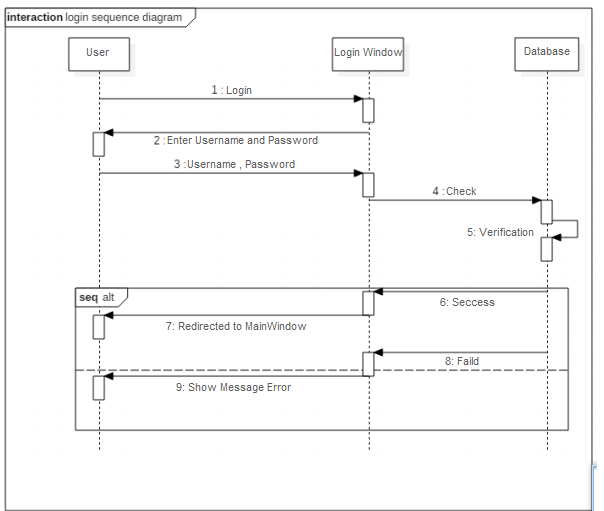 interaction login sequence diagram
User
Login Window
Database
1 : Login
2 :Enter Username and Password
3 :Username , Password
4 :Check
5: Verification
seq alt
6: Seccess
7: Redirected to MainWindow
8: Faild
9: Show Message Error